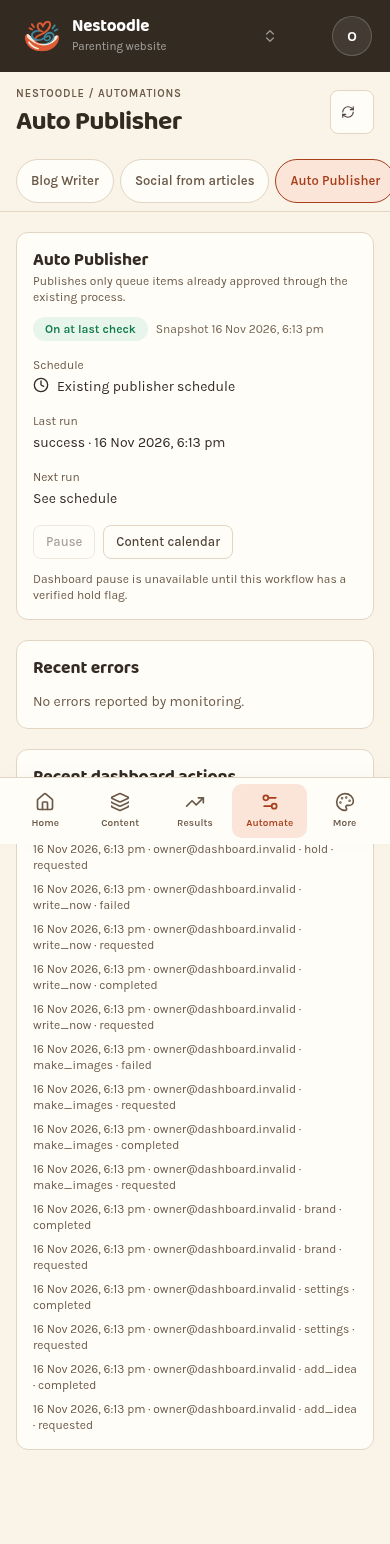 Nestoodle
Parenting website
O
NESTOODLE / AUTOMATIONS
Auto Publisher
Blog Writer
Social from articles
Auto Publisher
Auto Publisher
Publishes only queue items already approved through the
existing process.
On at last check
Snapshot 16 Nov 2026, 6:13 pm
Schedule
Existing publisher schedule
Last run
success · 16 Nov 2026, 6:13 pm
Next run
See schedule
Pause
Content calendar
Dashboard pause is unavailable until this workflow has a
verified hold flag.
Recent errors
No errors reported by monitoring.
Recent dashboard actions
Home
Content
Results
Automate
More
16 Nov 2026, 6:13 pm · owner@dashboard.invalid · hold ·
requested
16 Nov 2026, 6:13 pm · owner@dashboard.invalid ·
write_now · failed
16 Nov 2026, 6:13 pm · owner@dashboard.invalid ·
write_now · requested
16 Nov 2026, 6:13 pm · owner@dashboard.invalid ·
write_now · completed
16 Nov 2026, 6:13 pm · owner@dashboard.invalid ·
write_now · requested
16 Nov 2026, 6:13 pm · owner@dashboard.invalid ·
make_images · failed
16 Nov 2026, 6:13 pm · owner@dashboard.invalid ·
make_images · requested
16 Nov 2026, 6:13 pm · owner@dashboard.invalid ·
make_images · completed
16 Nov 2026, 6:13 pm · owner@dashboard.invalid ·
make_images · requested
16 Nov 2026, 6:13 pm · owner@dashboard.invalid · brand ·
completed
16 Nov 2026, 6:13 pm · owner@dashboard.invalid · brand ·
requested
16 Nov 2026, 6:13 pm · owner@dashboard.invalid · settings ·
completed
16 Nov 2026, 6:13 pm · owner@dashboard.invalid · settings ·
requested
16 Nov 2026, 6:13 pm · owner@dashboard.invalid · add_idea
· completed
16 Nov 2026, 6:13 pm · owner@dashboard.invalid · add_idea
· requested